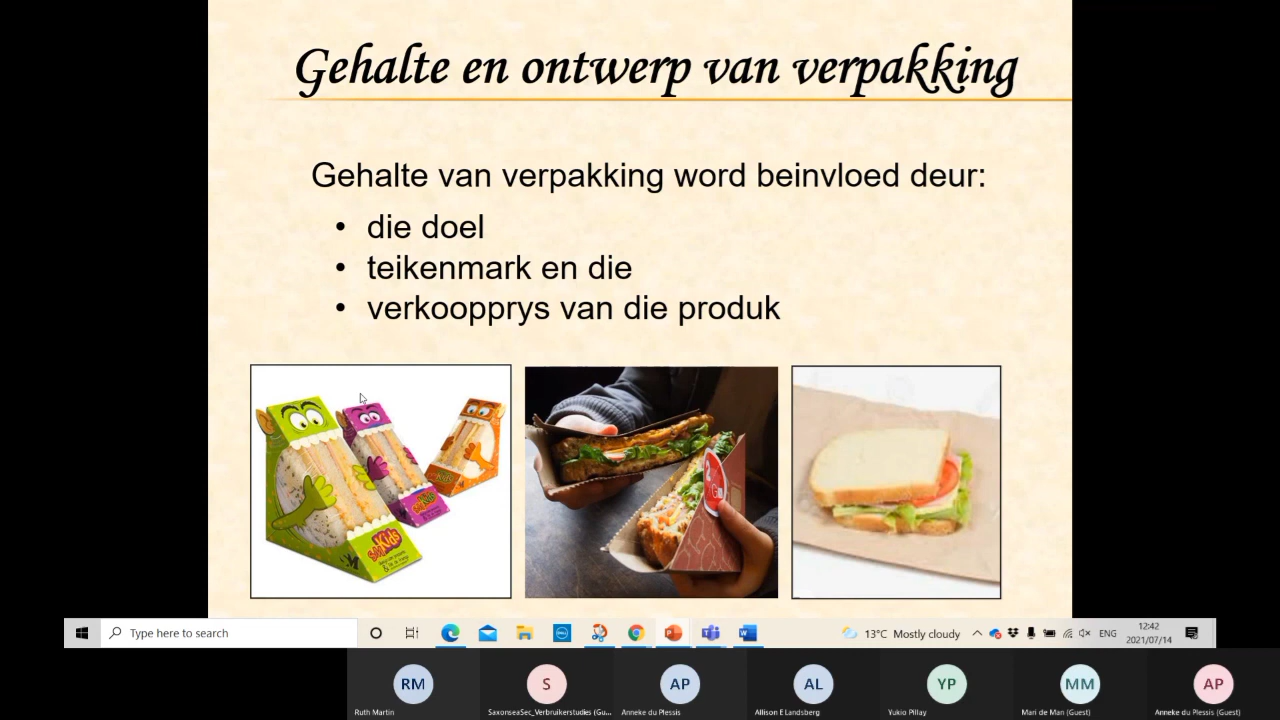 Gehalte en ontwerp van verpakking
Gehalte van verpakking word beinvloed deur:
• die doel
• teikenmark en die
• verkoopprys van die produk
Kids
Type here to search
13°C Mostly cloudy
ENG
12:42
2021/07/14
RM
S
AP
AL
YP
MM
AP
Ruth Martin
SaxonseaSec_Verbruikerstudies (Gu...
Anneke du Plessis
Allison E Landsberg
Yukio Pillay
Mari de Man (Guest)
Anneke du Plessis (Guest)